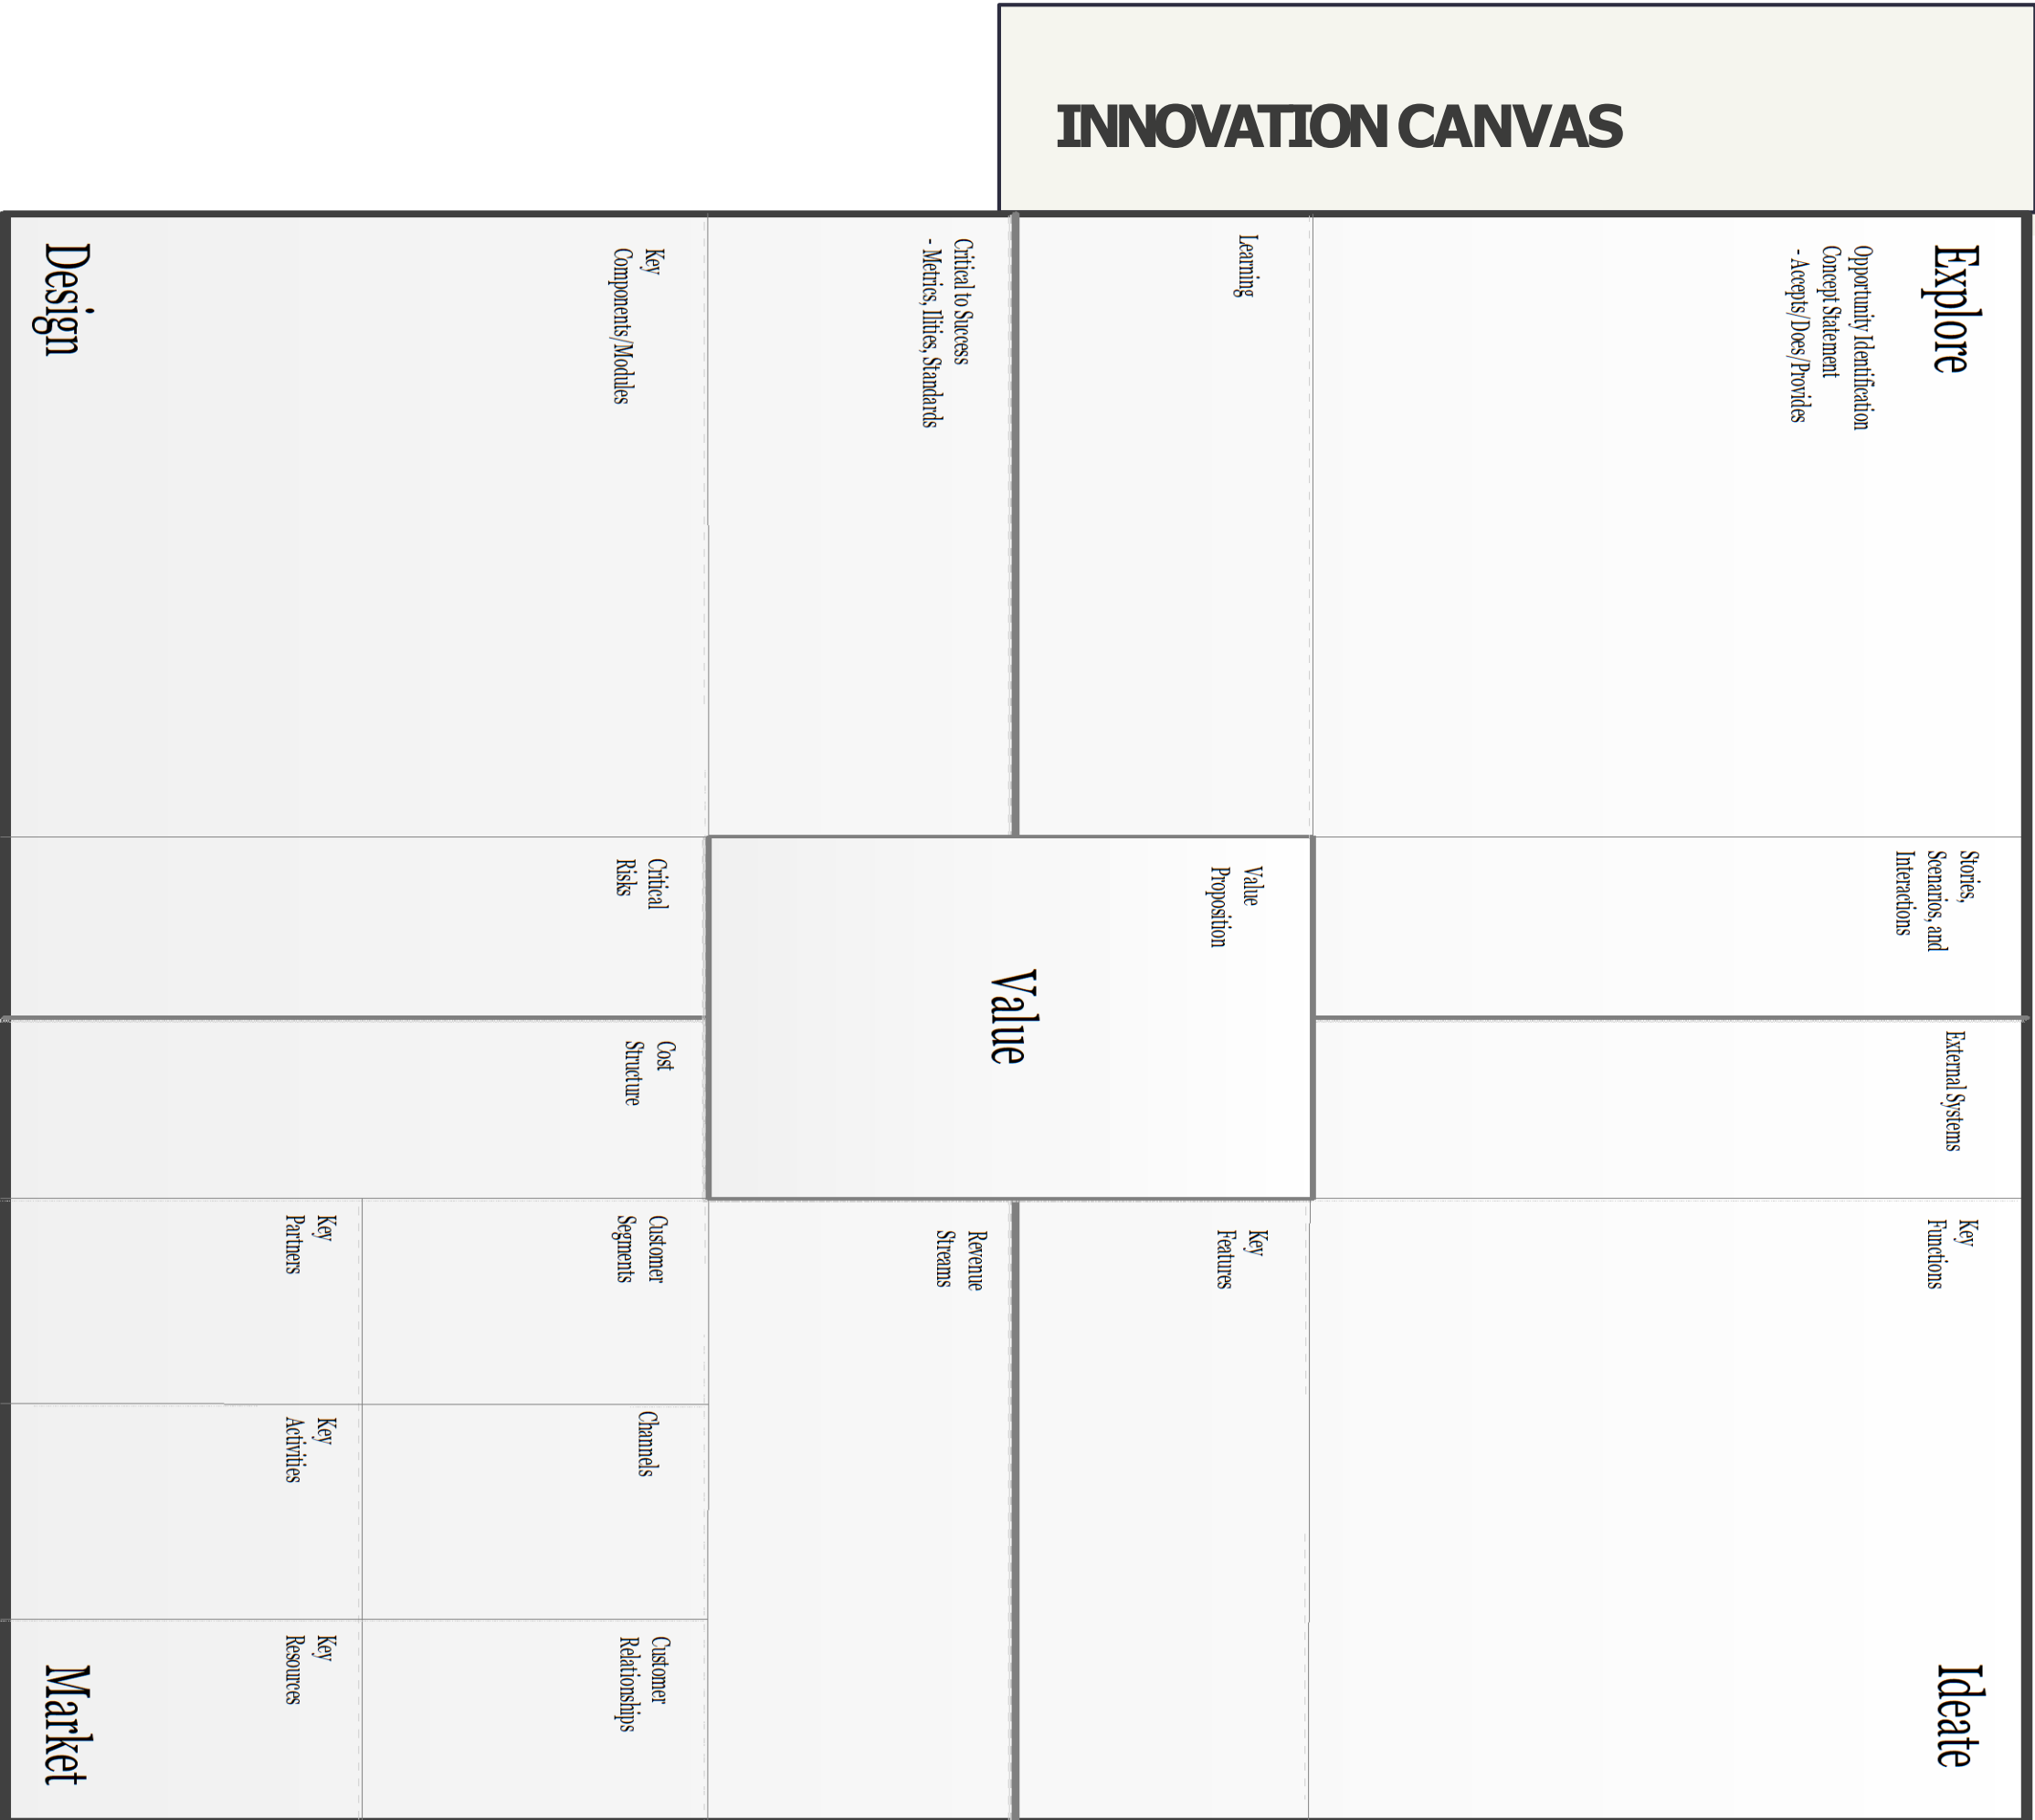 INNOVATION CANVAS
Explore
Opportunity Identification
Concept Statement
- Accepts/Does/Provides
Stories,
Scenarios, and
Interactions
External Systems
Key
Functions
Ideate
Learning
Value
Proposition
Value
Key
Features
Critical to Success
- Metrics, Ilities, Standards
Revenue
Streams
Key
Components/Modules
Critical
Risks
Cost
Structure
Customer
Segments
Channels
Customer
Relationships
Key
Partners
Key
Activities
Key
Resources
Design
Market